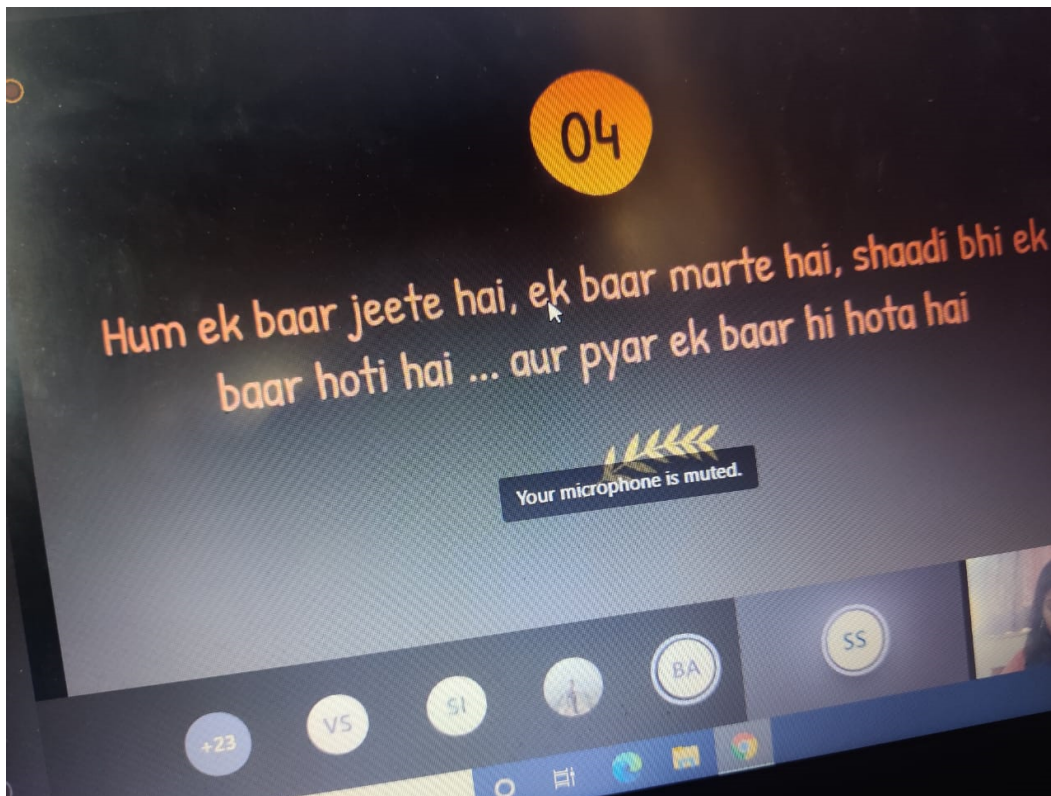 04
Hum ek baar jeete hai, ek baar marte hai, shaadi bhi ek
baar hoti hai ... aur pyar ek baar hi hota hai
Your microphone is muted.
+23
VS
SI
BA
SS